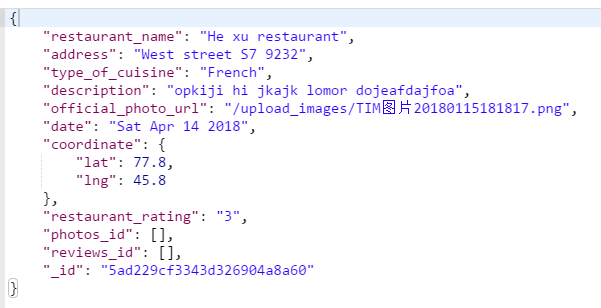 {
"restaurant_name": "He xu restaurant",
"address": "West street S7 9232",
"type_of_cuisine": "French",
"description": "opkiji hi jkajk lomor dojeafdajfoa",
"official_photo_url": "/upload_images/TIM图片20180115181817.png",
"date": "Sat Apr 14 2018",
"coordinate": {
"lat": 77.8,
"lng": 45.8
},
"restaurant_rating": "3",
"photos_id": [],
"reviews_id": [],
"_id": "5ad229cf3343d326904a8a60"
}